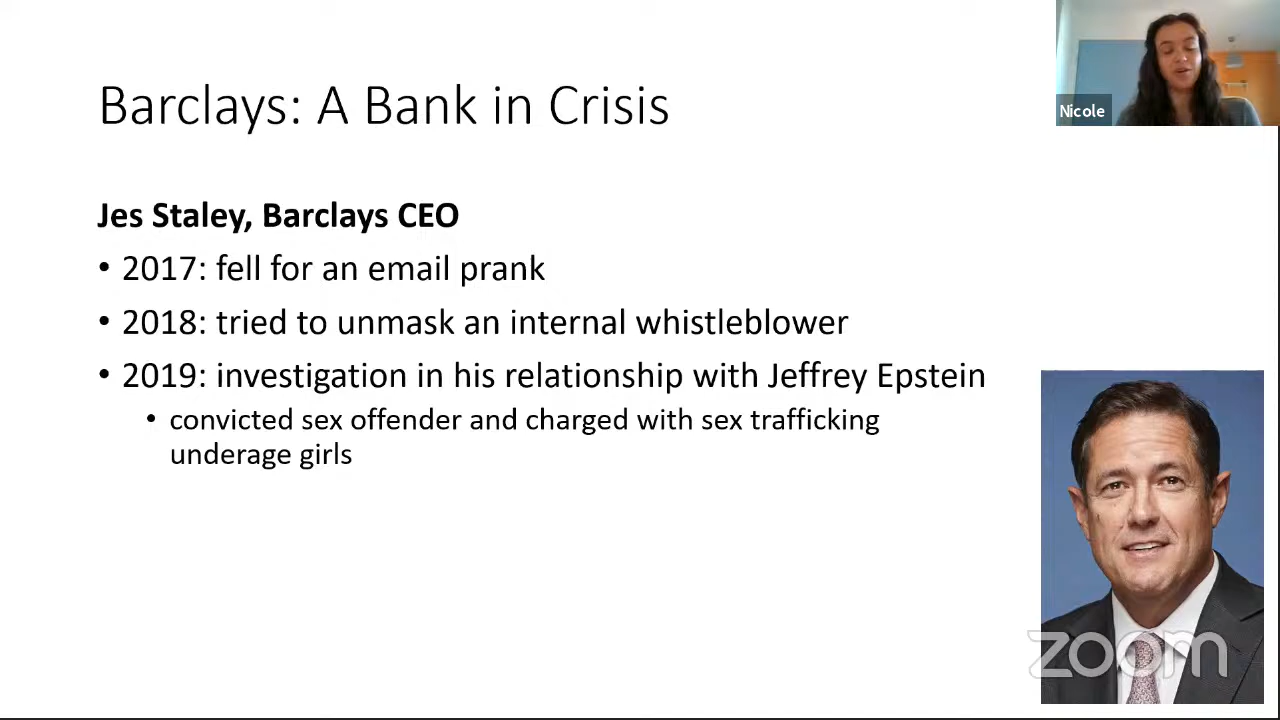 Nicole
Barclays: A Bank in Crisis
Jes Staley, Barclays CEO
• 2017: fell for an email prank
• 2018: tried to unmask an internal whistleblower
• 2019: investigation in his relationship with Jeffrey Epstein
• convicted sex offender and charged with sex trafficking
underage girls
zoom